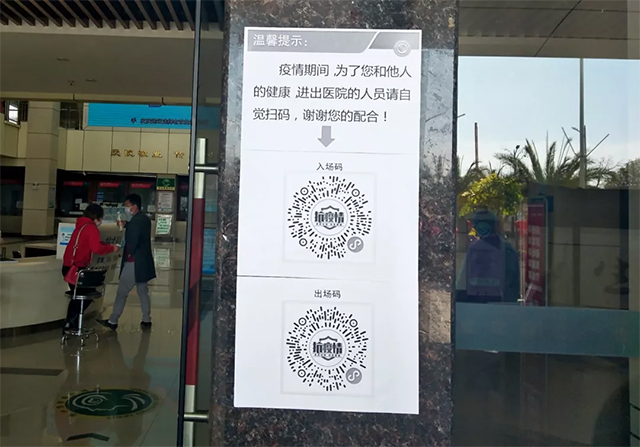 温馨提示：
疫情期间，为了您和他人
的健康，进出医院的人员请自
觉扫码，谢谢您的配合！
入场码
抗疫情
出场码
抗疫情